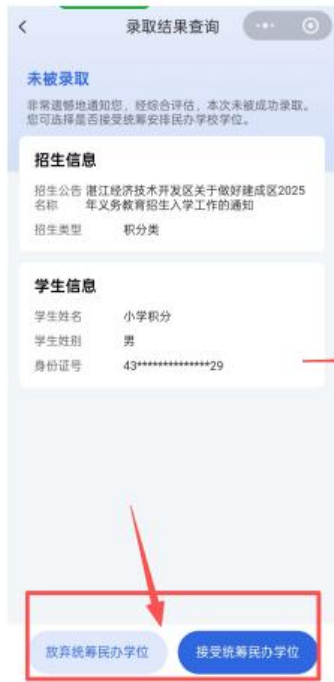 录取结果查询
未被录取
非常遗憾地通知您，经综合评估，本次未被成功录取。
您可选择是否接受统筹安排民办学校学位。
招生信息
招生公告 湛江经济技术开发区关于做好建成区2025
名称 年义务教育招生入学工作的通知
招生类型 积分类
学生信息
学生姓名 小学积分
学生姓别 男
身份证号 43**************29
放弃统筹民办学位 接受统筹民办学位